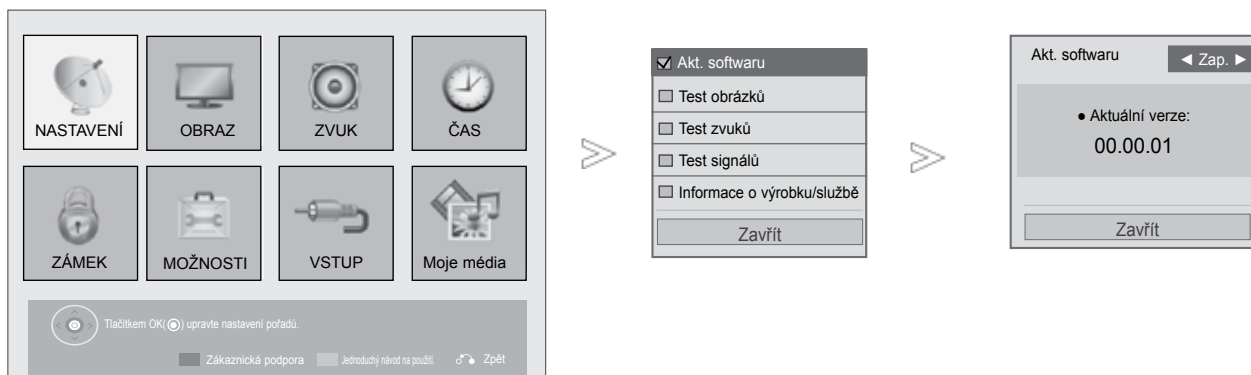 NASTAVENÍ
OBRAZ
ZVUK
ČAS
ZÁMEK
MOŽNOSTI
VSTUP
Moje média
Tlačítkem OK( ) upravte nastavení pořadů.
Zákaznická podpora Jednoduchý návod na použití Zpět
Akt. softwaru
Test obrázků
Test zvuků
Test signálů
Informace o výrobku/službě
Zavřít
Akt. softwaru ◄ Zap. ►
● Aktuální verze:
00.00.01
Zavřít